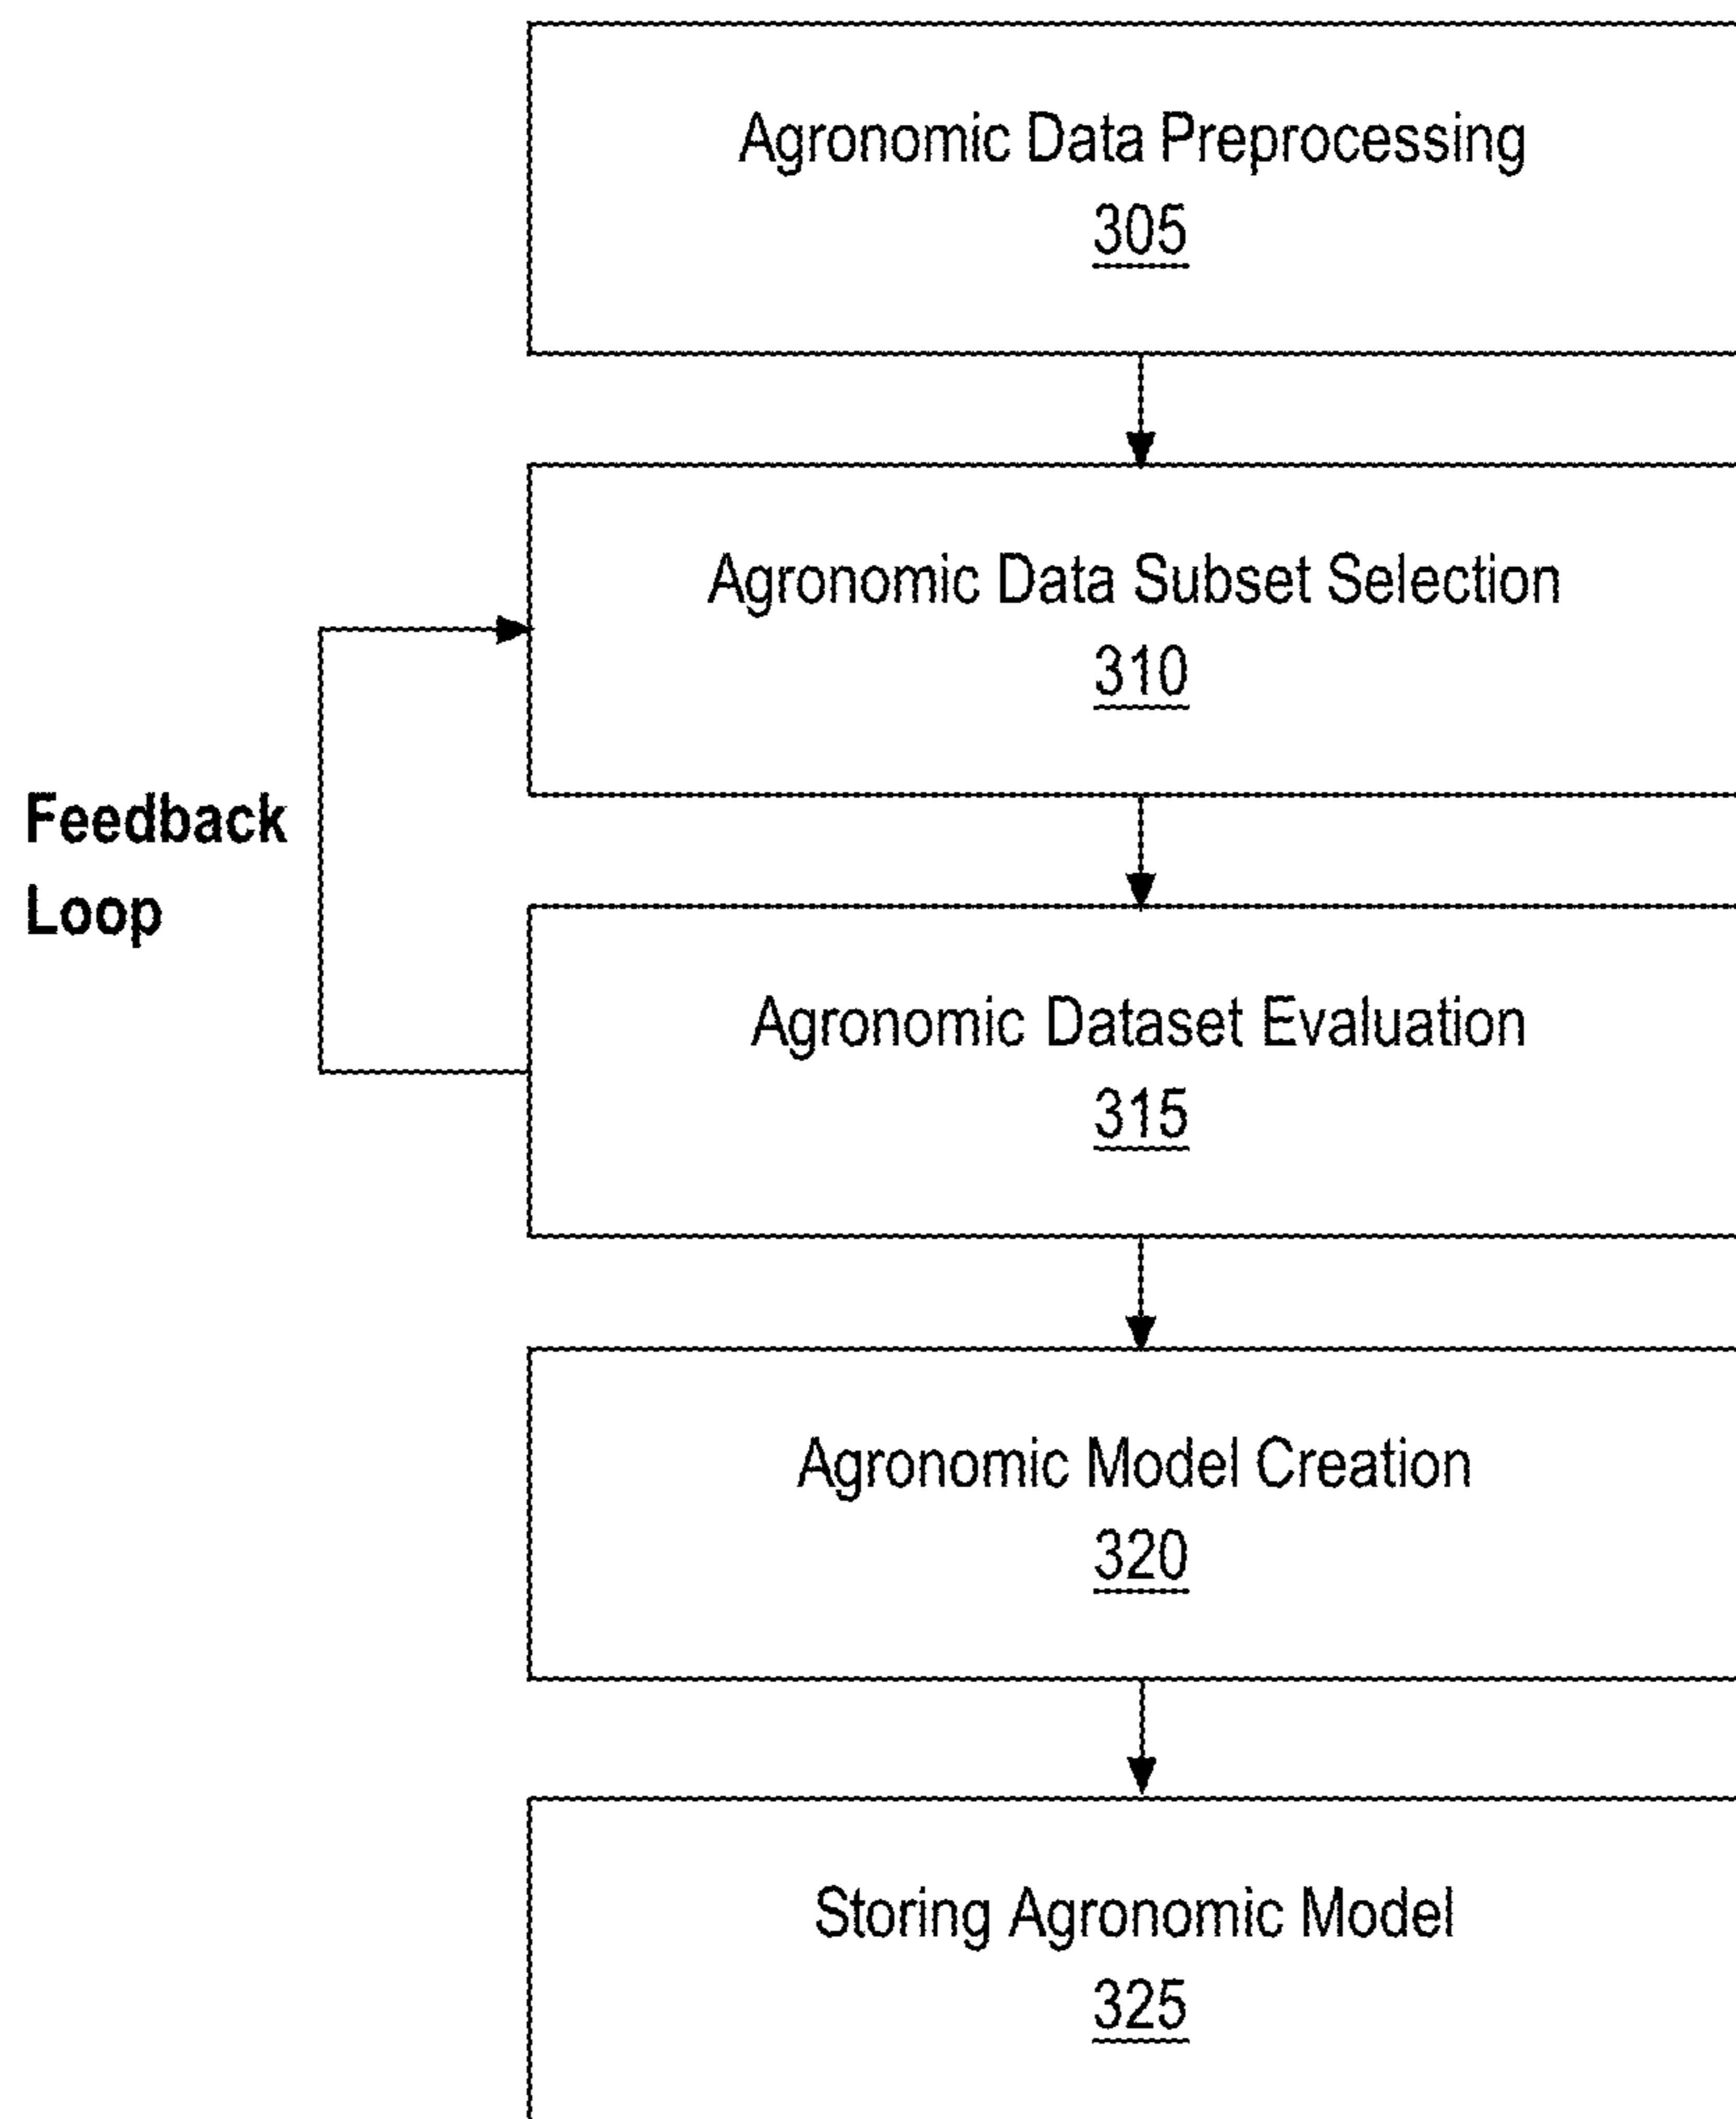 Agronomic Data Preprocessing
305
Agronomic Data Subset Selection
310
Feedback
Loop
Agronomic Dataset Evaluation
315
Agronomic Model Creation
320
Storing Agronomic Model
325